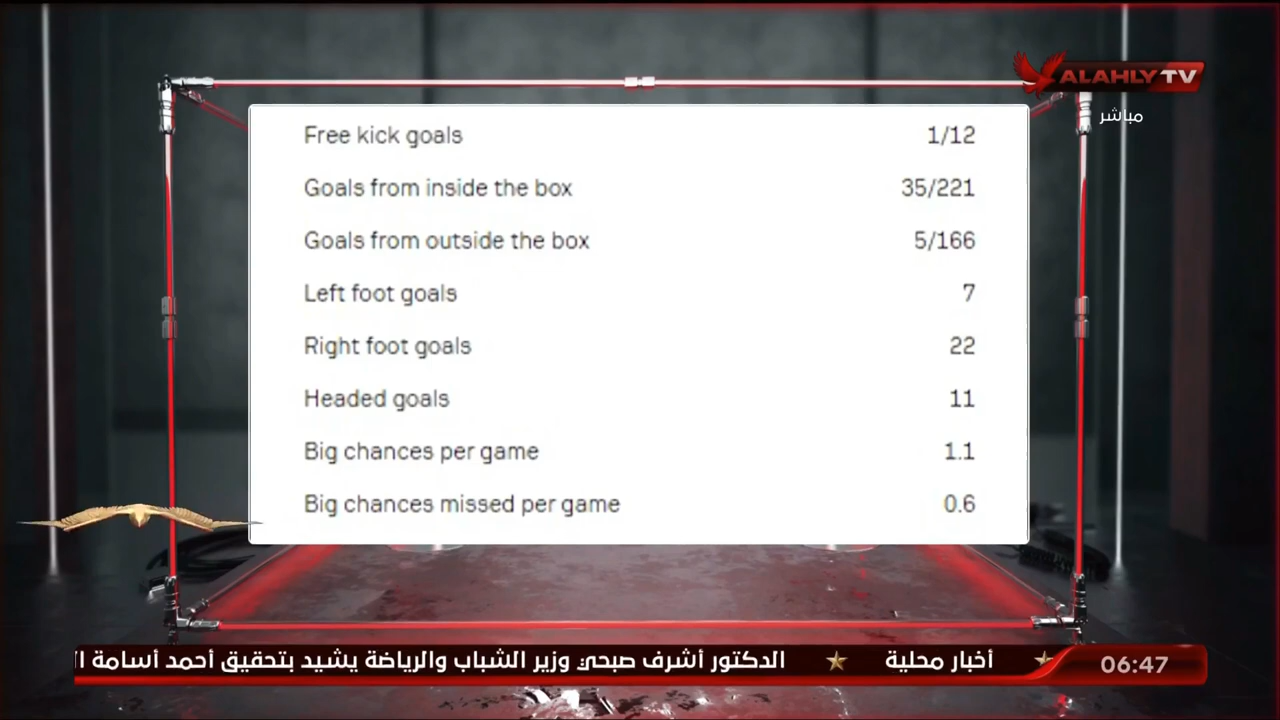 ALAHLY TV
مباشر
Free kick goals 1/12
Goals from inside the box 35/221
Goals from outside the box 5/166
Left foot goals 7
Right foot goals 22
Headed goals 11
Big chances per game 1.1
Big chances missed per game 0.6
أخبار محلية ★ الدكتور أشرف صبحي وزير الشباب والرياضة يشيد بتحقيق أحمد أسامة
06:47